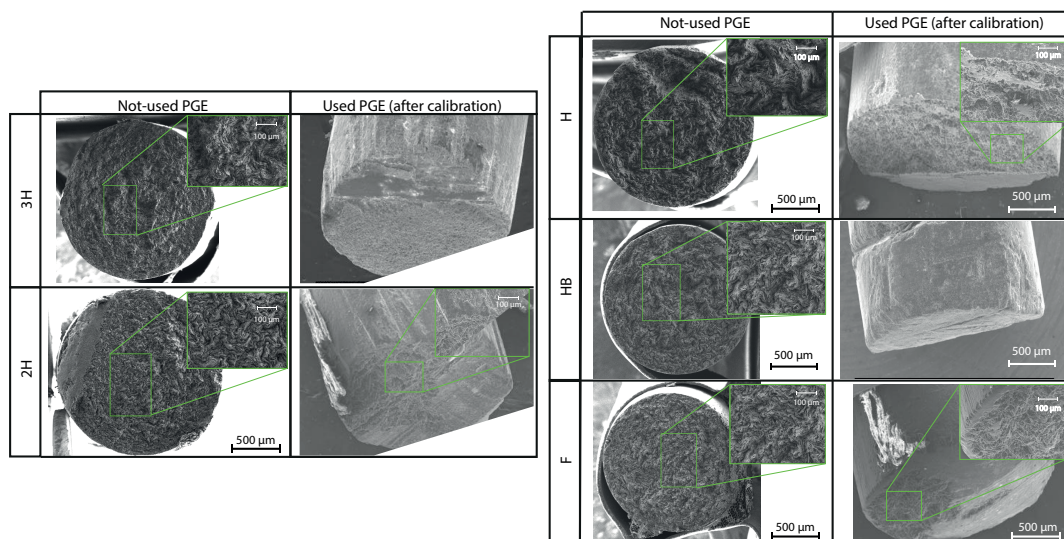 Not-used PGE
Used PGE (after calibration)
3H
100 µm
2H
100 µm
500 µm
100 µm
Not-used PGE
Used PGE (after calibration)
H
100 µm
500 µm
100 µm
500 µm
HB
100 µm
500 µm
500 µm
F
100 µm
500 µm
100 µm
500 µm